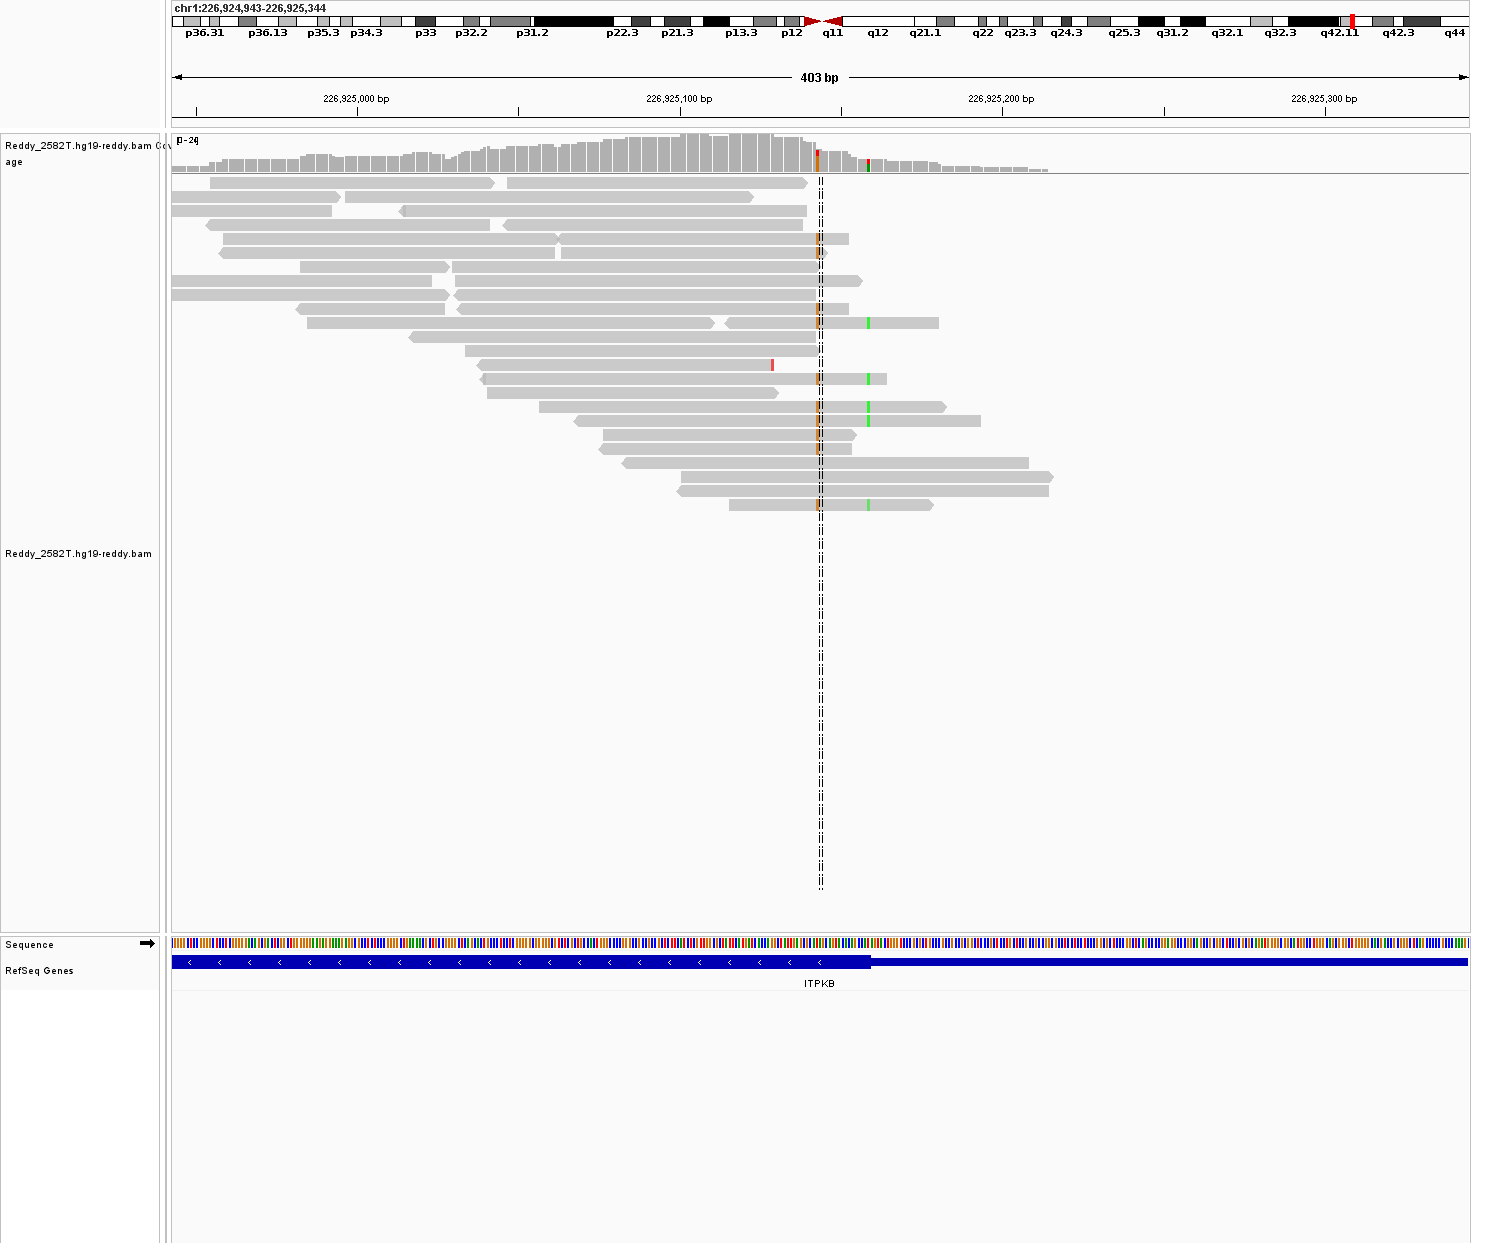 chr1:226,924,943-226,925,344
p36.31 p36.13 p35.3 p34.3 p33 p32.2 p31.2 p22.3 p21.3 p13.3 p12 q11 q12 q21.1 q22 q23.3 q24.3 q25.3 q31.2 q32.1 q32.3 q42.11 q42.3 q44
403 bp
226,925,000 bp 226,925,100 bp 226,925,200 bp 226,925,300 bp
[0-24]
Reddy_2582T.hg19-reddy.bam Cov
age
Reddy_2582T.hg19-reddy.bam
Sequence
RefSeq Genes
ITPKB